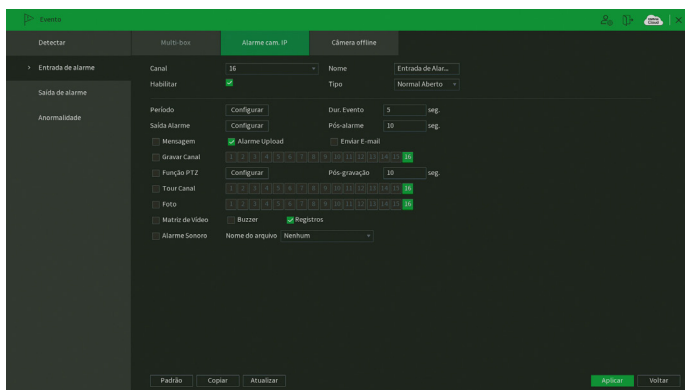 Evento
Detectar
Multi-box Alarme cam. IP Câmera offline
Entrada de alarme
Canal 16 Nome Entrada de Alar...
Habilitar Tipo Normal Aberto
Saída de alarme
Anormalidade
Período Configurar Dur. Evento 5 seg.
Saída Alarme Configurar Pós-alarme 10 seg.
Mensagem Alarme Upload Enviar E-mail
Gravar Canal 1 2 3 4 5 6 7 8 9 10 11 12 13 14 15 16
Função PTZ Configurar Pós-gravação 10 seg.
Tour Canal 1 2 3 4 5 6 7 8 9 10 11 12 13 14 15 16
Foto 1 2 3 4 5 6 7 8 9 10 11 12 13 14 15 16
Matriz de Vídeo Buzzer Registros
Alarme Sonoro Nome do arquivo Nenhum
Padrão Copiar Atualizar Aplicar Voltar